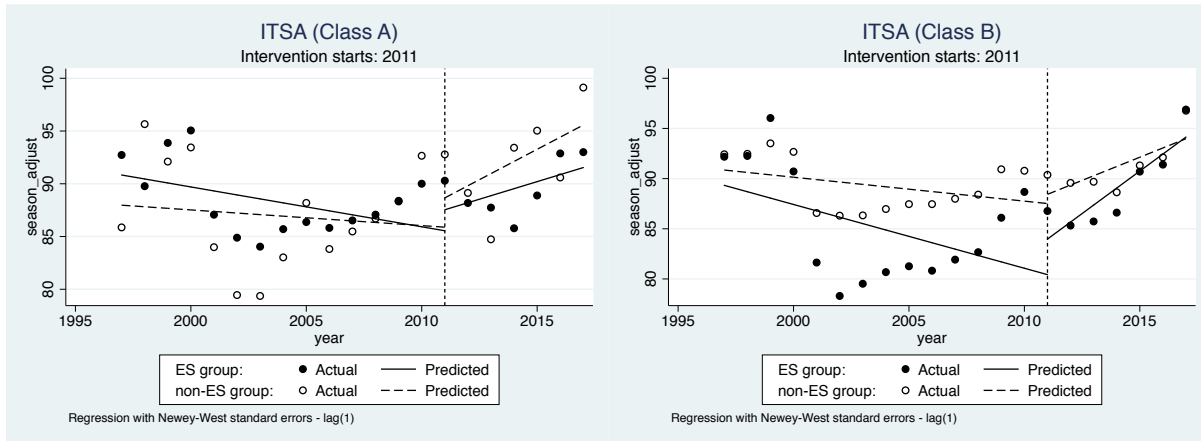 ITSA (Class A)
Intervention starts: 2011
season_adjust
100
95
90
85
80
1995
2000
2005
2010
2015
year
ES group: Actual Predicted
non-ES group: Actual Predicted
Regression with Newey-West standard errors - lag(1)
ITSA (Class B)
Intervention starts: 2011
season_adjust
100
95
90
85
80
1995
2000
2005
2010
2015
year
ES group: Actual Predicted
non-ES group: Actual Predicted
Regression with Newey-West standard errors - lag(1)